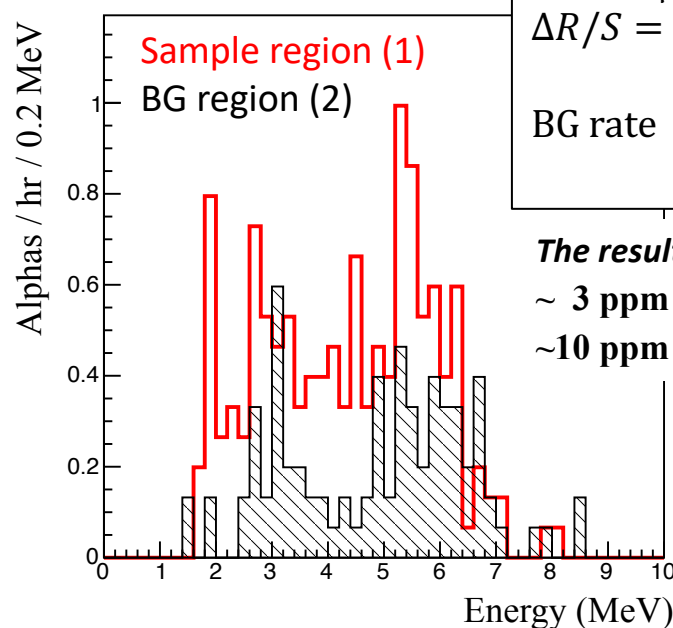 ΔR/S =
BG rate
The result
~ 3 ppm
~10 ppm
Sample region (1)
BG region (2)
Alphas / hr / 0.2 MeV
1
0.8
0.6
0.4
0.2
0
0 1 2 3 4 5 6 7 8 9 10
Energy (MeV)